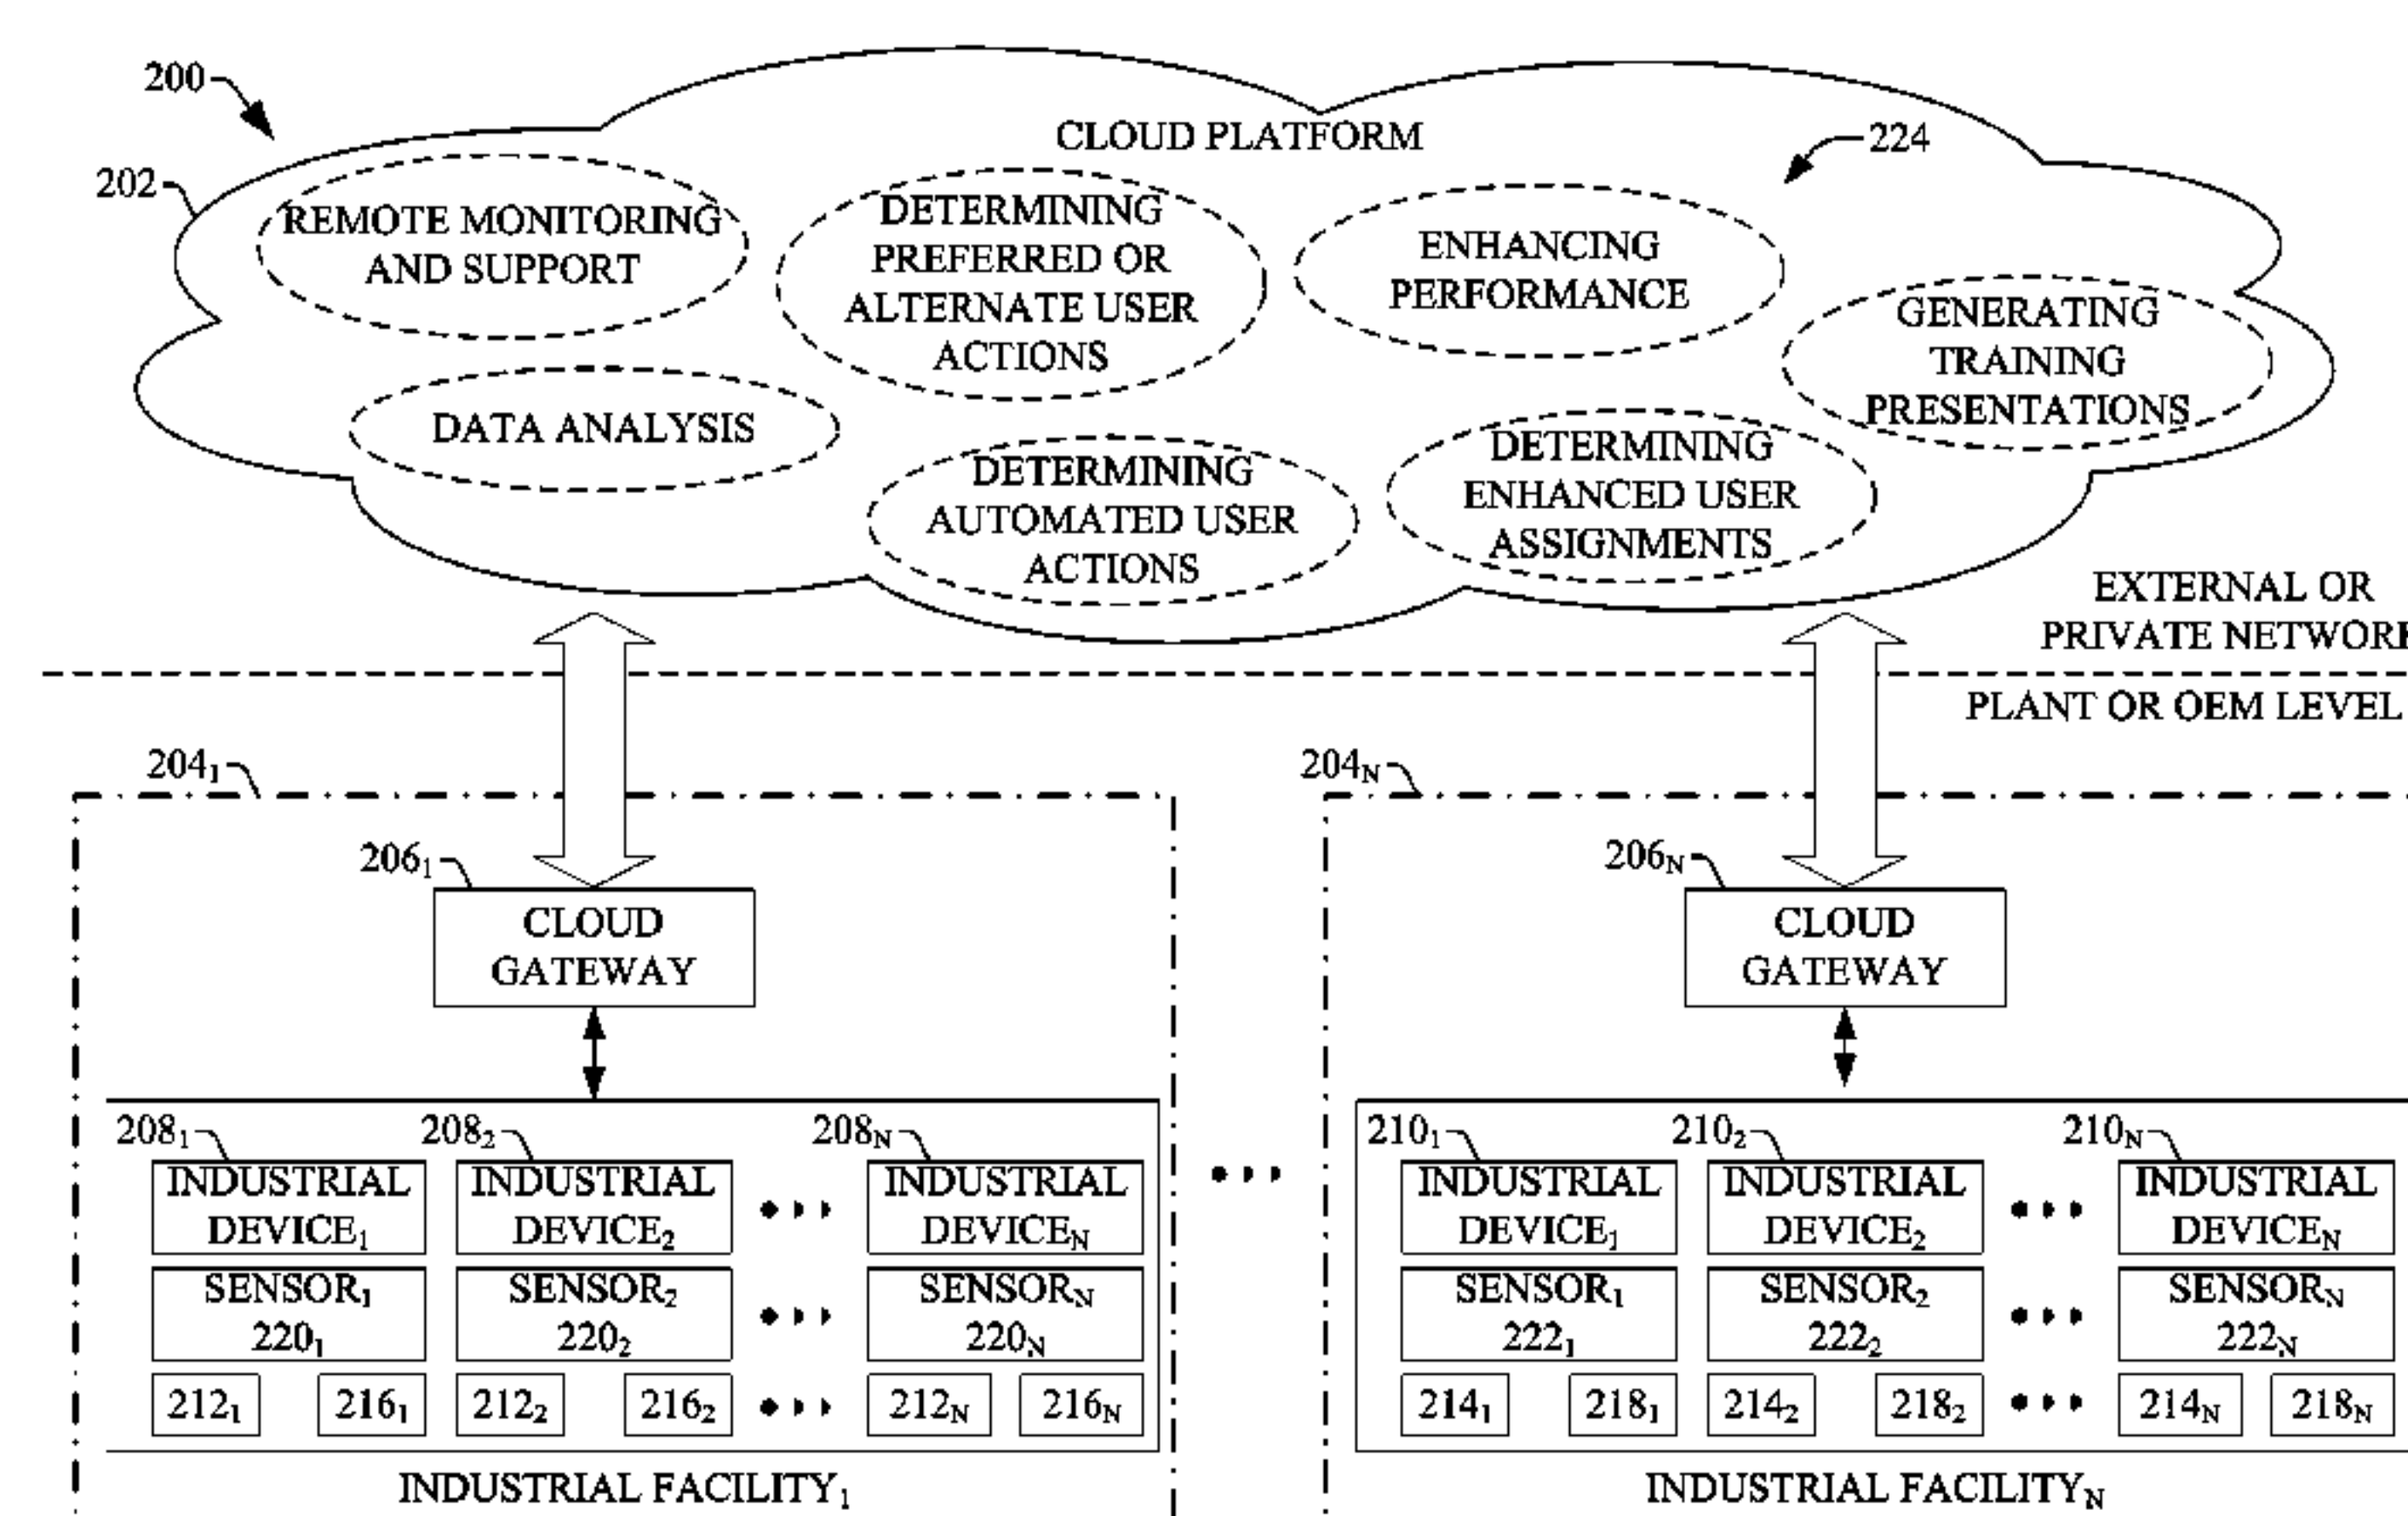 200
CLOUD PLATFORM
224
202
REMOTE MONITORING
AND SUPPORT
DETERMINING
PREFERRED OR
ALTERNATE USER
ACTIONS
ENHANCING
PERFORMANCE
GENERATING
TRAINING
PRESENTATIONS
DATA ANALYSIS
DETERMINING
AUTOMATED USER
ACTIONS
DETERMINING
ENHANCED USER
ASSIGNMENTS
EXTERNAL OR
PRIVATE NETWORK
PLANT OR OEM LEVEL
204₁
204N
206₁
CLOUD
GATEWAY
206N
CLOUD
GATEWAY
208₁ 208₂ 208N
INDUSTRIAL DEVICE₁
INDUSTRIAL DEVICE₂
INDUSTRIAL DEVICEN
SENSOR₁
220₁
SENSOR₂
220₂
SENSORN
220N
212₁ 216₁ 212₂ 216₂ 212N 216N
INDUSTRIAL FACILITY₁
210₁ 210₂ 210N
INDUSTRIAL DEVICE₁
INDUSTRIAL DEVICE₂
INDUSTRIAL DEVICEN
SENSOR₁
222₁
SENSOR₂
222₂
SENSORN
222N
214₁ 218₁ 214₂ 218₂ 214N 218N
INDUSTRIAL FACILITYN